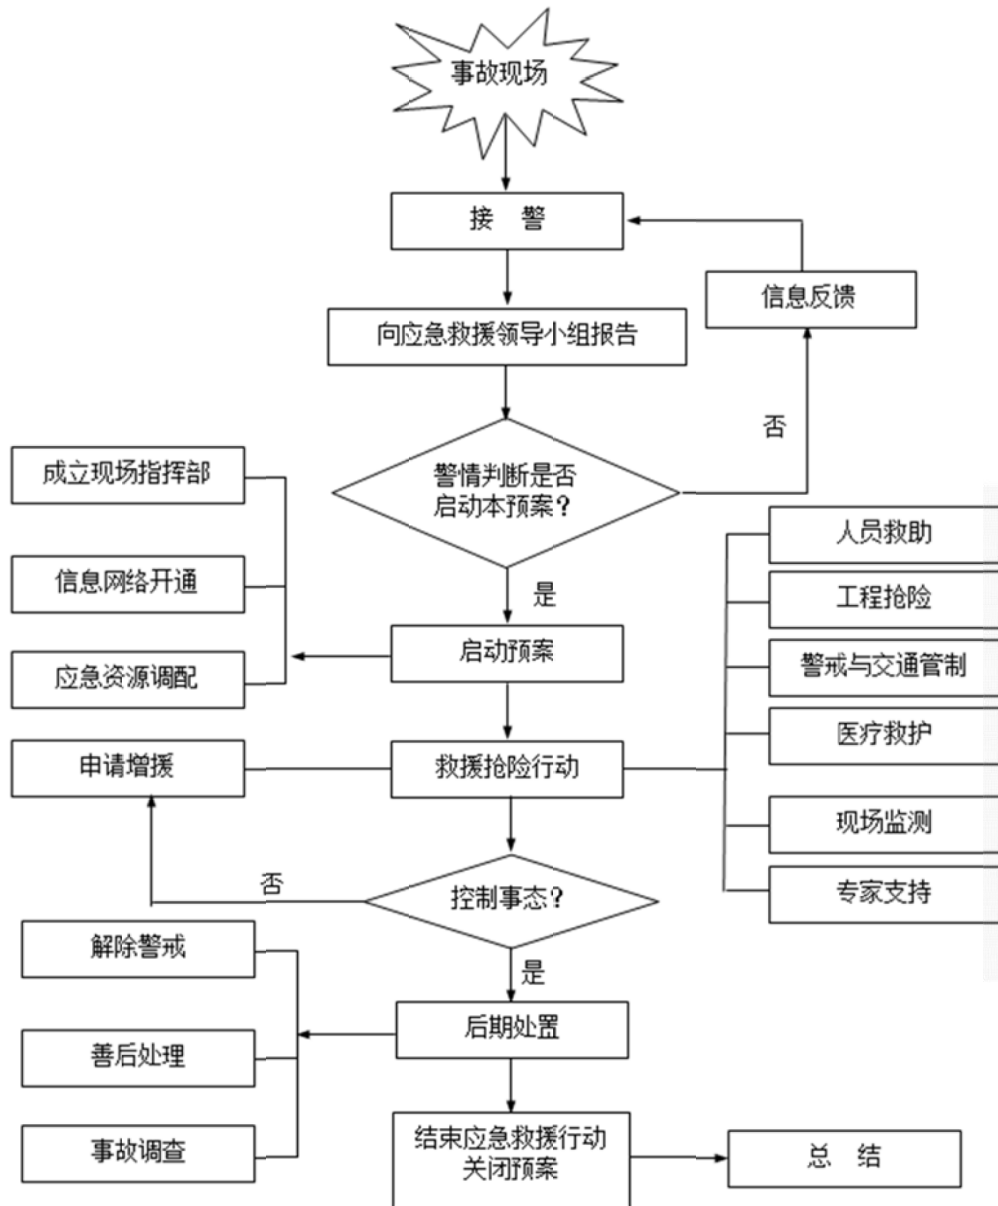 事故现场
接 警
信息反馈
向应急救援领导小组报告
否
警情判断是否
启动本预案?
成立现场指挥部
信息网络开通
应急资源调配
是
启动预案
人员救助
工程抢险
警戒与交通管制
医疗救护
现场监测
专家支持
申请增援
救援抢险行动
否
控制事态?
是
解除警戒
善后处理
事故调查
后期处置
结束应急救援行动
关闭预案
总 结